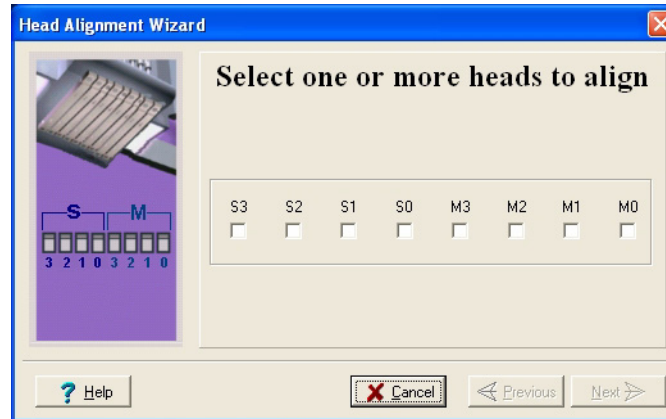 Head Alignment Wizard
Select one or more heads to align
S3 S2 S1 S0 M3 M2 M1 M0
S M
3 2 1 0 3 2 1 0
Help Cancel Previous Next